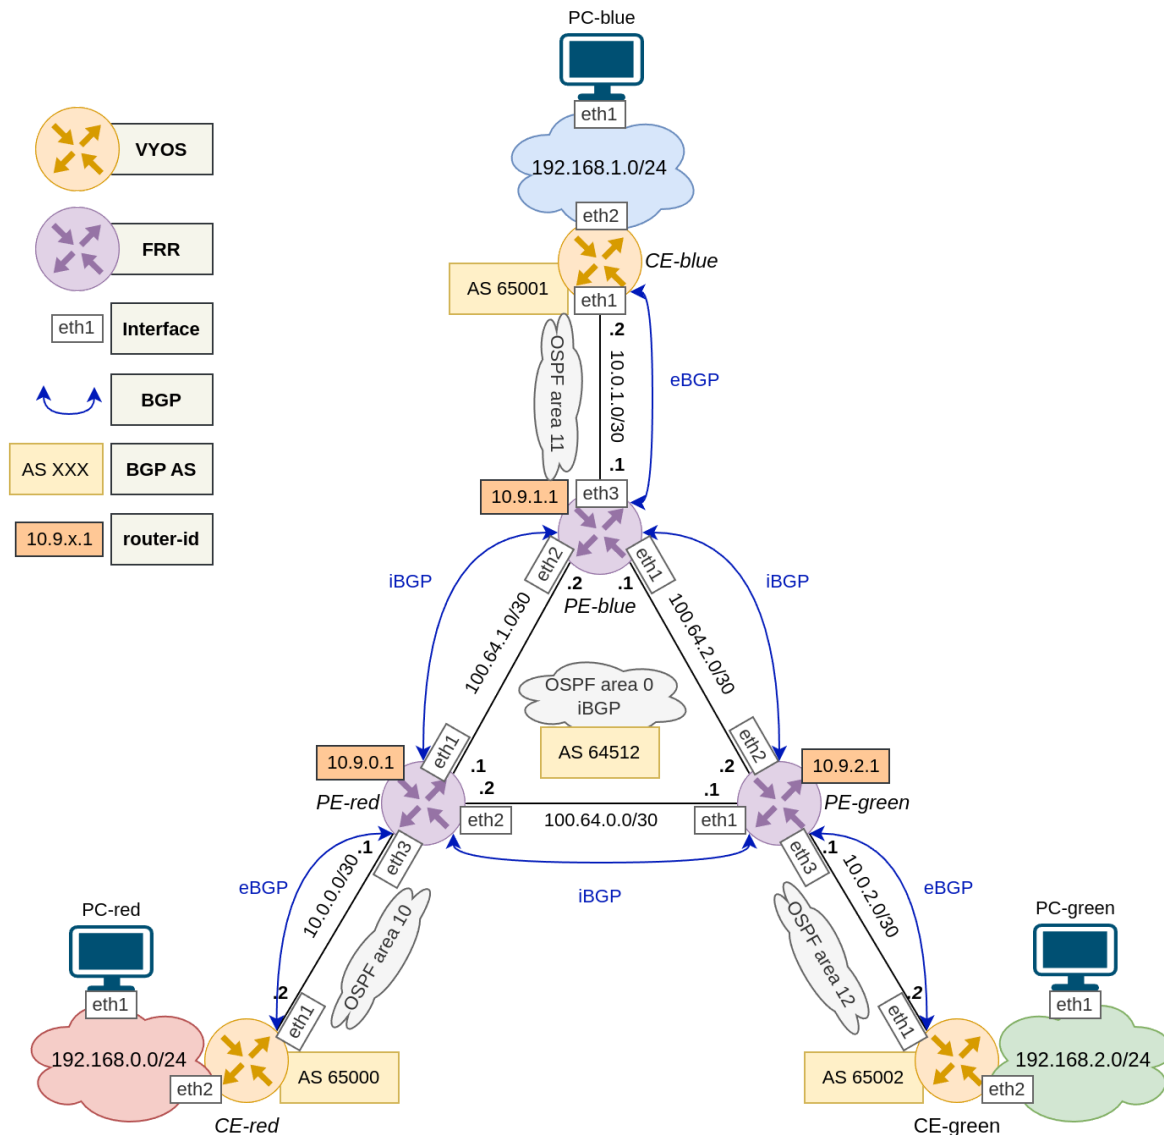 PC-blue
eth1
192.168.1.0/24
eth2
CE-blue
AS 65001
eth1
.2
10.0.1.0/30
.1
OSPF area 11
eBGP
VYOS
FRR
eth1
Interface
BGP
AS XXX
BGP AS
10.9.x.1
router-id
10.9.1.1
eth3
eth2
eth1
.2
.1
PE-blue
iBGP
iBGP
100.64.1.0/30
100.64.2.0/30
OSPF area 0
iBGP
AS 64512
10.9.0.1
eth1
.1
.2
PE-red
eth2
100.64.0.0/30
eth2
.2
.1
eth1
10.9.2.1
PE-green
iBGP
.1
eth3
eBGP
10.0.0.0/30
OSPF area 10
.2
eth1
PC-red
eth1
192.168.0.0/24
eth2
AS 65000
CE-red
.1
eth3
eBGP
10.0.2.0/30
OSPF area 12
.2
eth1
PC-green
eth1
192.168.2.0/24
eth2
AS 65002
CE-green